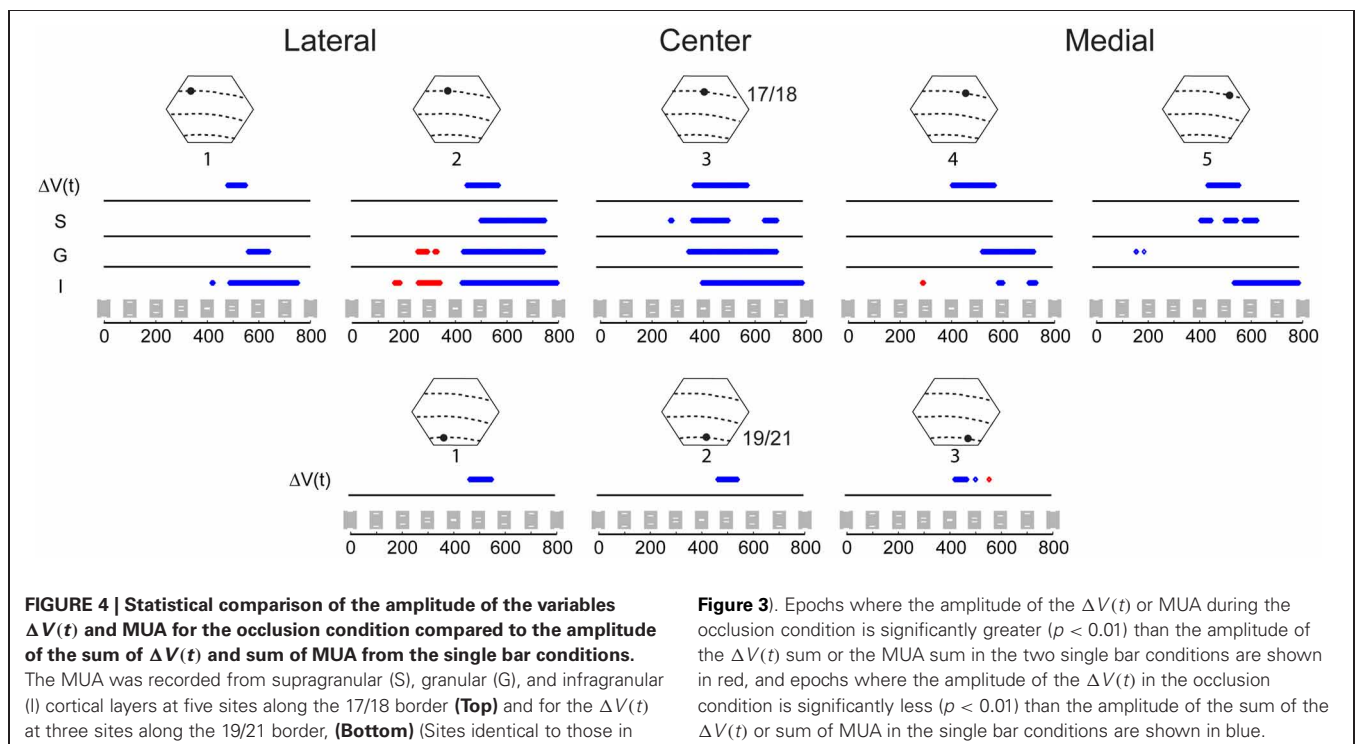 Lateral Center Medial
17/18
1 2 3 4 5
ΔV(t)
S
G
I
0 200 400 600 800 0 200 400 600 800 0 200 400 600 800 0 200 400 600 800 0 200 400 600 800
19/21
1 2 3
ΔV(t)
0 200 400 600 800 0 200 400 600 800 0 200 400 600 800
FIGURE 4 | Statistical comparison of the amplitude of the variables
ΔV(t) and MUA for the occlusion condition compared to the amplitude
of the sum of ΔV(t) and sum of MUA from the single bar conditions.
The MUA was recorded from supragranular (S), granular (G), and infragranular
(I) cortical layers at five sites along the 17/18 border (Top) and for the ΔV(t)
at three sites along the 19/21 border, (Bottom) (Sites identical to those in
Figure 3). Epochs where the amplitude of the ΔV(t) or MUA during the
occlusion condition is significantly greater (p < 0.01) than the amplitude of
the ΔV(t) sum or the MUA sum in the two single bar conditions are shown
in red, and epochs where the amplitude of the ΔV(t) in the occlusion
condition is significantly less (p < 0.01) than the amplitude of the sum of the
ΔV(t) or sum of MUA in the single bar conditions are shown in blue.